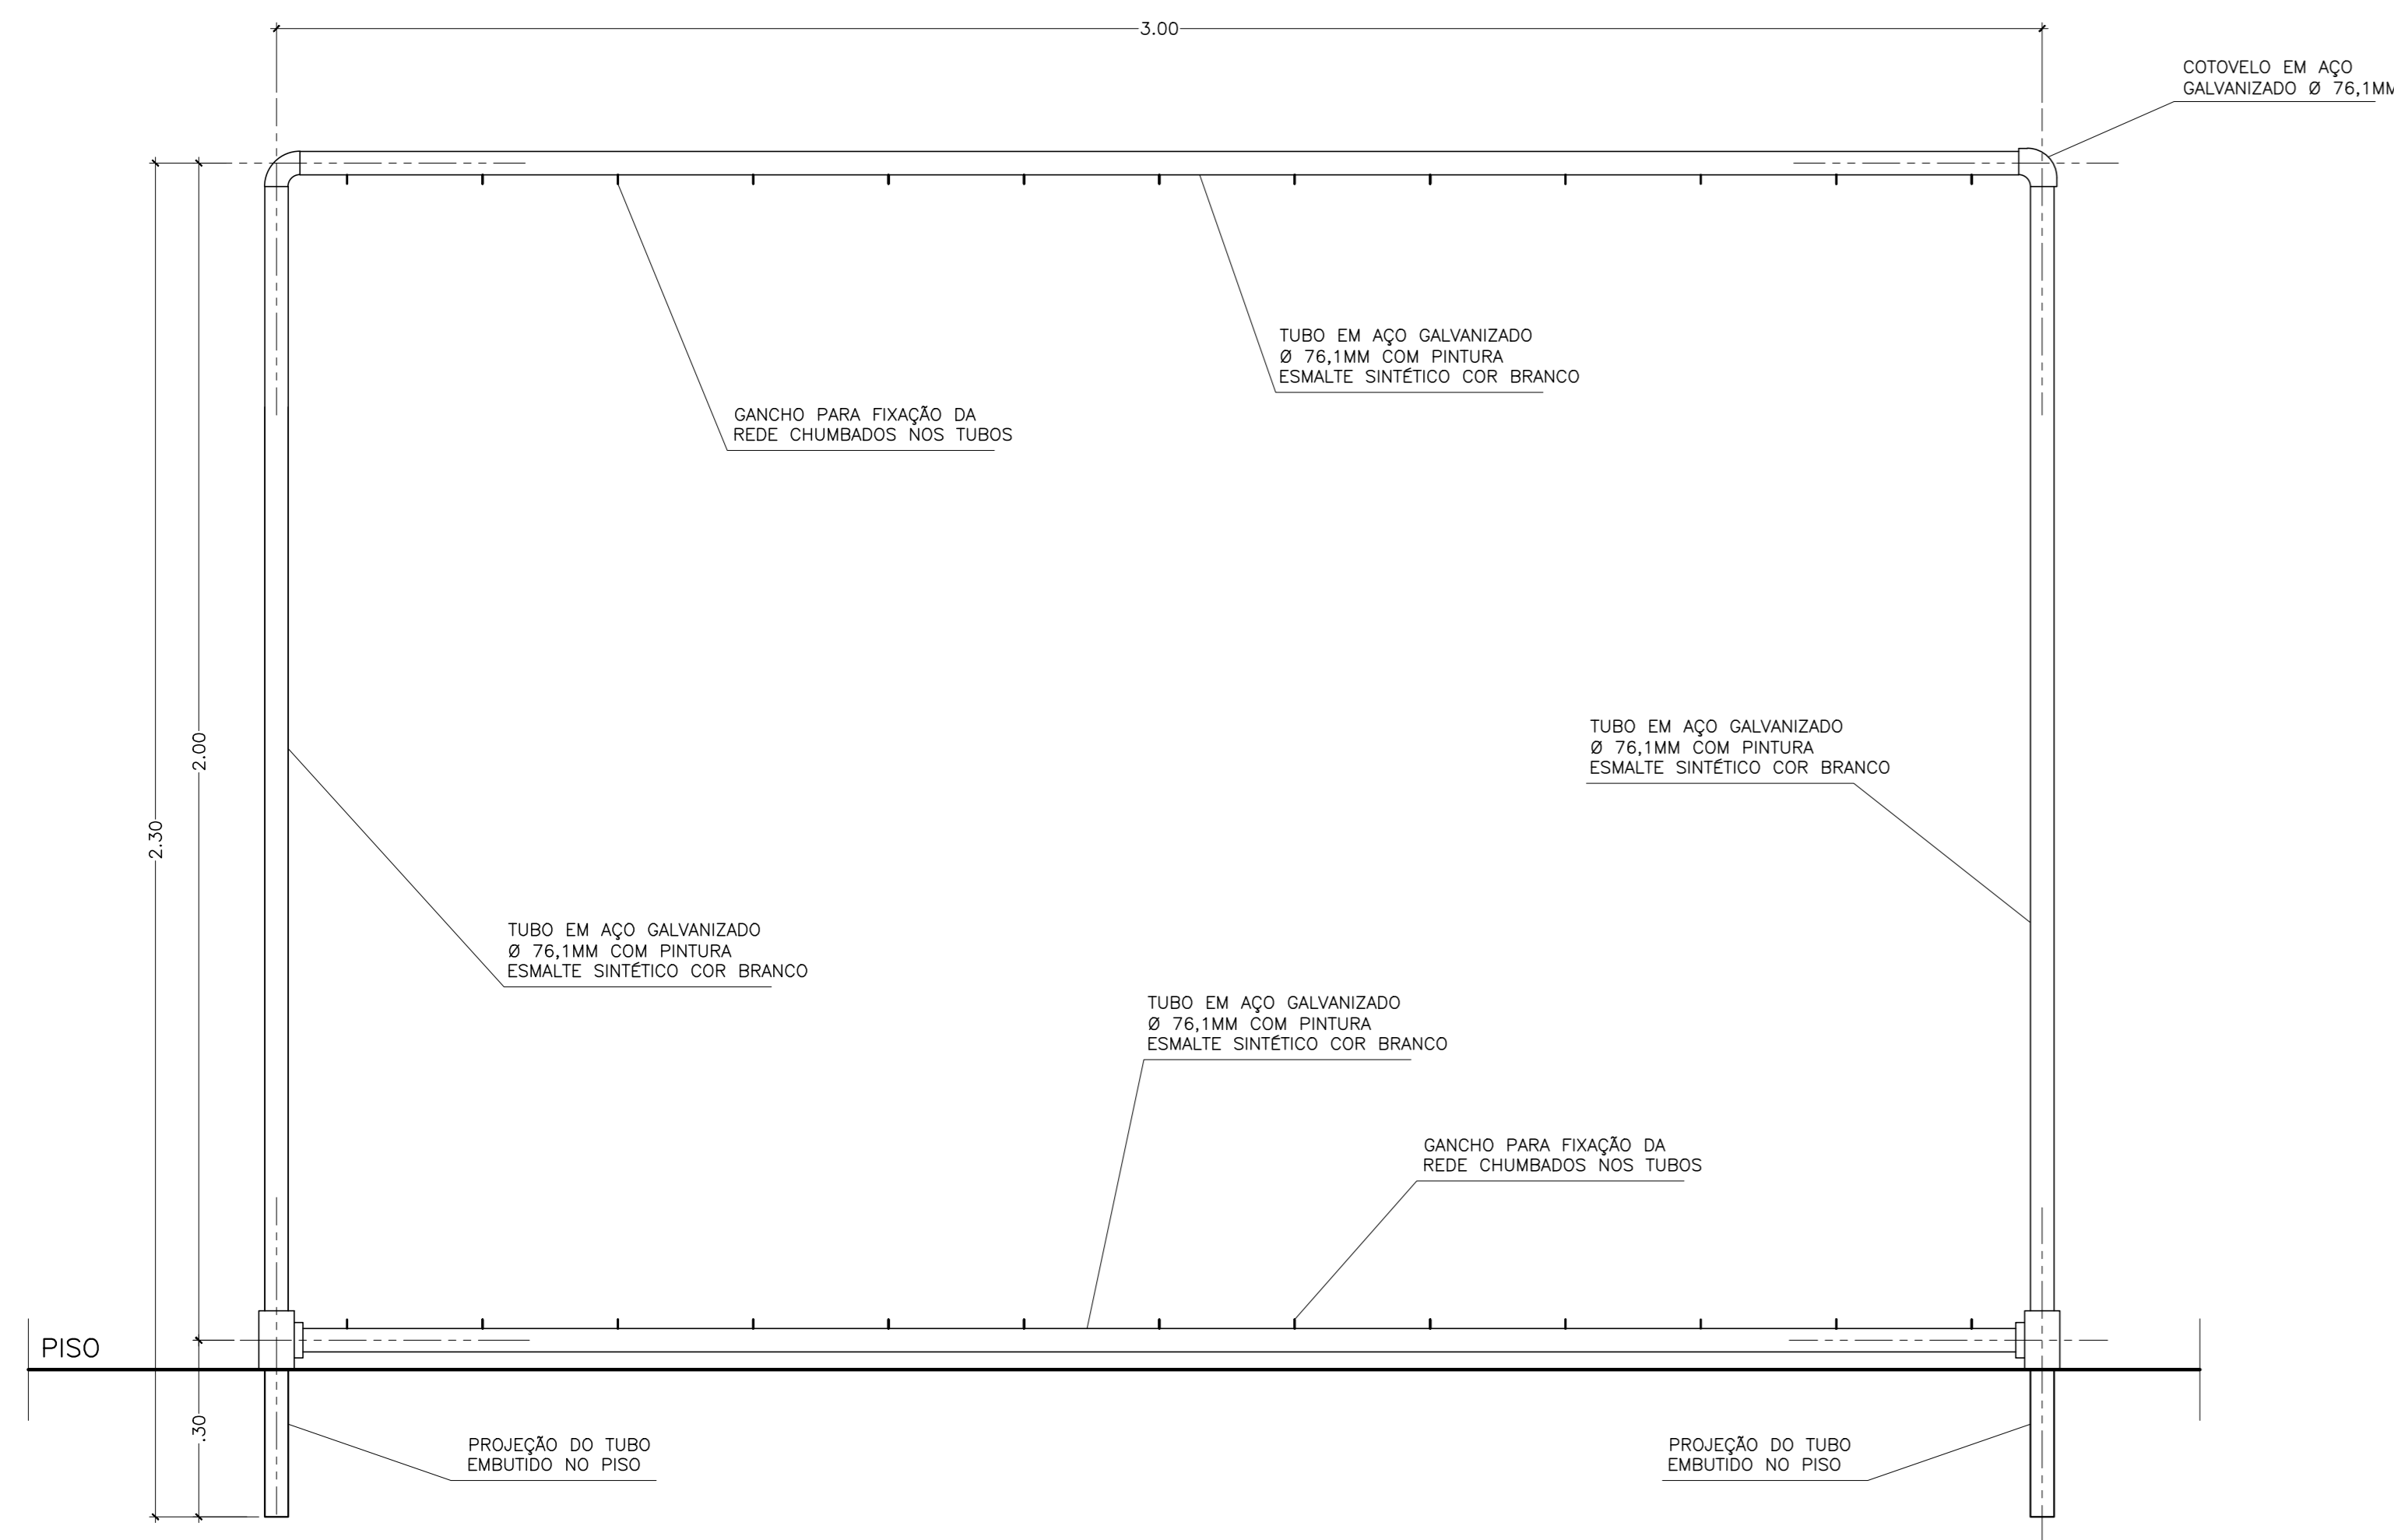 3.00
COTOVELO EM AÇO
GALVANIZADO Ø 76,1MM
TUBO EM AÇO GALVANIZADO
Ø 76,1MM COM PINTURA
ESMALTE SINTÉTICO COR BRANCO
GANCHO PARA FIXAÇÃO DA
REDE CHUMBADOS NOS TUBOS
2.00
TUBO EM AÇO GALVANIZADO
Ø 76,1MM COM PINTURA
ESMALTE SINTÉTICO COR BRANCO
2.30
TUBO EM AÇO GALVANIZADO
Ø 76,1MM COM PINTURA
ESMALTE SINTÉTICO COR BRANCO
TUBO EM AÇO GALVANIZADO
Ø 76,1MM COM PINTURA
ESMALTE SINTÉTICO COR BRANCO
GANCHO PARA FIXAÇÃO DA
REDE CHUMBADOS NOS TUBOS
PISO
.30
PROJEÇÃO DO TUBO
EMBUTIDO NO PISO
PROJEÇÃO DO TUBO
EMBUTIDO NO PISO